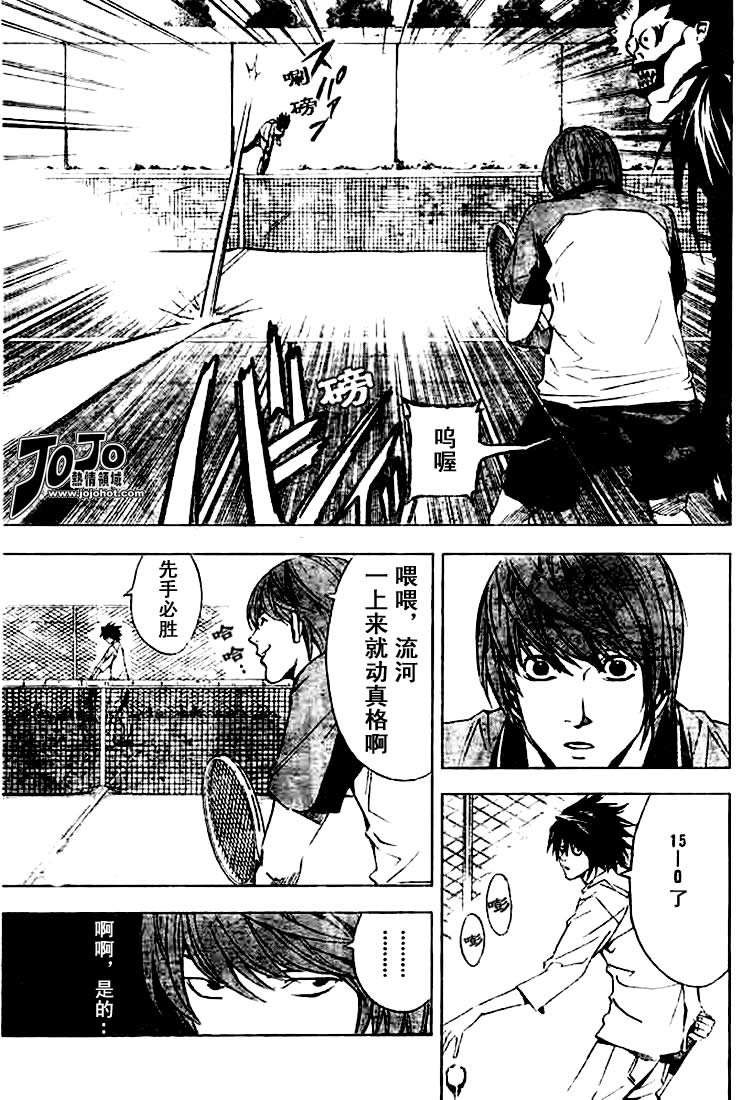 唰
スパァ
磅
磅
呜
喔
JOJO
熱情領域
www.jojohot.com
喂喂，流河
一上来就动真格啊
哈
哈…
先手
必胜
15
—
0
了
嘭
嘭
………
啊啊，是的…